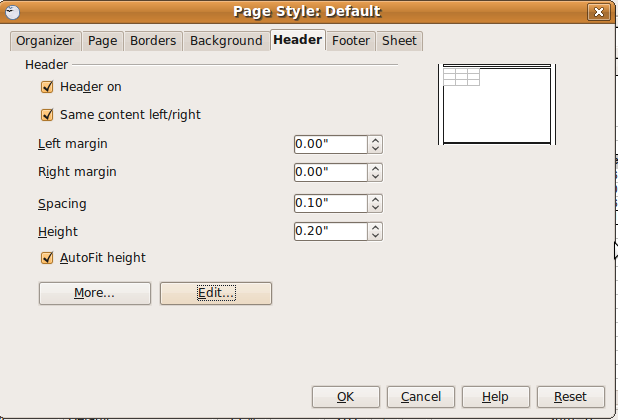 Page Style: Default
Organizer Page Borders Background Header Footer Sheet
Header
Header on
Same content left/right
Left margin 0.00"
Right margin 0.00"
Spacing 0.10"
Height 0.20"
AutoFit height
More... Edit...
OK Cancel Help Reset